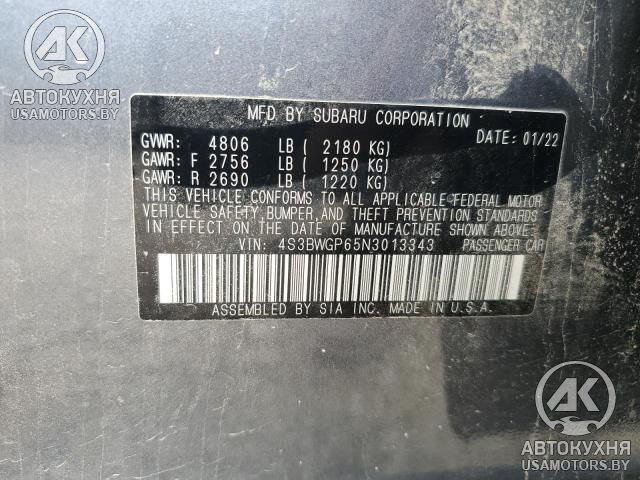 AK
АВТОКУХНЯ
USAMOTORS.BY
MFD BY SUBARU CORPORATION
GVWR: 4806 LB ( 2180 KG) DATE: 01/22
GAWR: F 2756 LB ( 1250 KG)
GAWR: R 2690 LB ( 1220 KG)
THIS VEHICLE CONFORMS TO ALL APPLICABLE FEDERAL MOTOR
VEHICLE SAFETY, BUMPER, AND THEFT PREVENTION STANDARDS
IN EFFECT ON THE DATE OF MANUFACTURE SHOWN ABOVE.
VIN: 4S3BWGP65N3013343 PASSENGER CAR
ASSEMBLED BY SIA INC. MADE IN U.S.A.
AK
АВТОКУХНЯ
USAMOTORS.BY